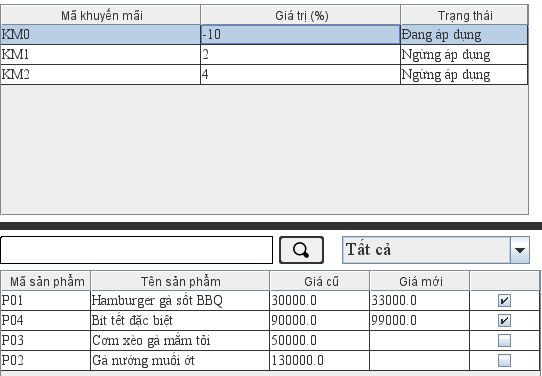 Mã khuyến mãi Giá trị (%) Trạng thái
KM0 -10 Đang áp dụng
KM1 2 Ngừng áp dụng
KM2 4 Ngừng áp dụng
Tất cả
Mã sản phẩm Tên sản phẩm Giá cũ Giá mới
P01 Hamburger gà sốt BBQ 30000.0 33000.0
P04 Bít tết đặc biệt 90000.0 99000.0
P03 Cơm xèo gà mắm tỏi 50000.0
P02 Gà nướng muối ớt 130000.0